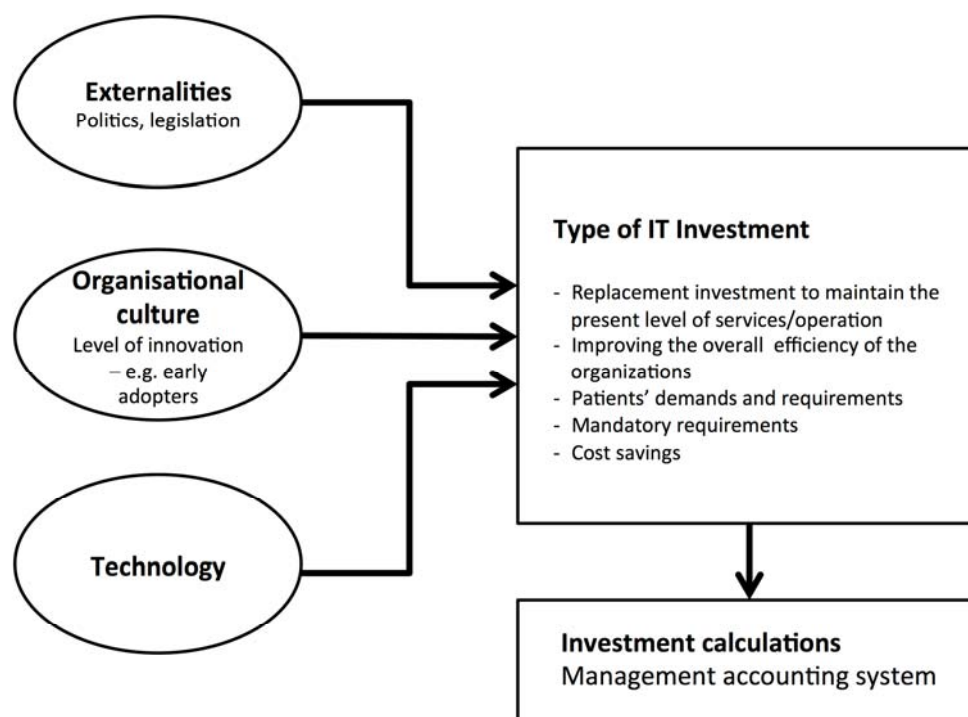 Externalities
Politics, legislation
Organisational
culture
Level of innovation
– e.g. early
adopters
Technology
Type of IT Investment
- Replacement investment to maintain the
present level of services/operation
- Improving the overall efficiency of the
organizations
- Patients’ demands and requirements
- Mandatory requirements
- Cost savings
Investment calculations
Management accounting system